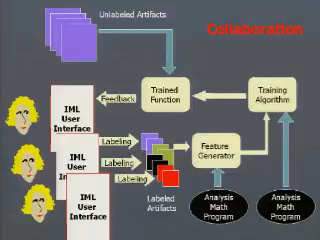 Unlabeled Artifacts
Collaboration
Trained
Function
Training
Algorithm
Feedback
IML
User
Interface
Labeling
Labeling
Labeling
IML
User
I
IML
User
Interface
Feature
Generator
Labeled
Artifacts
Analysis
Math
Program
Analysis
Math
Program